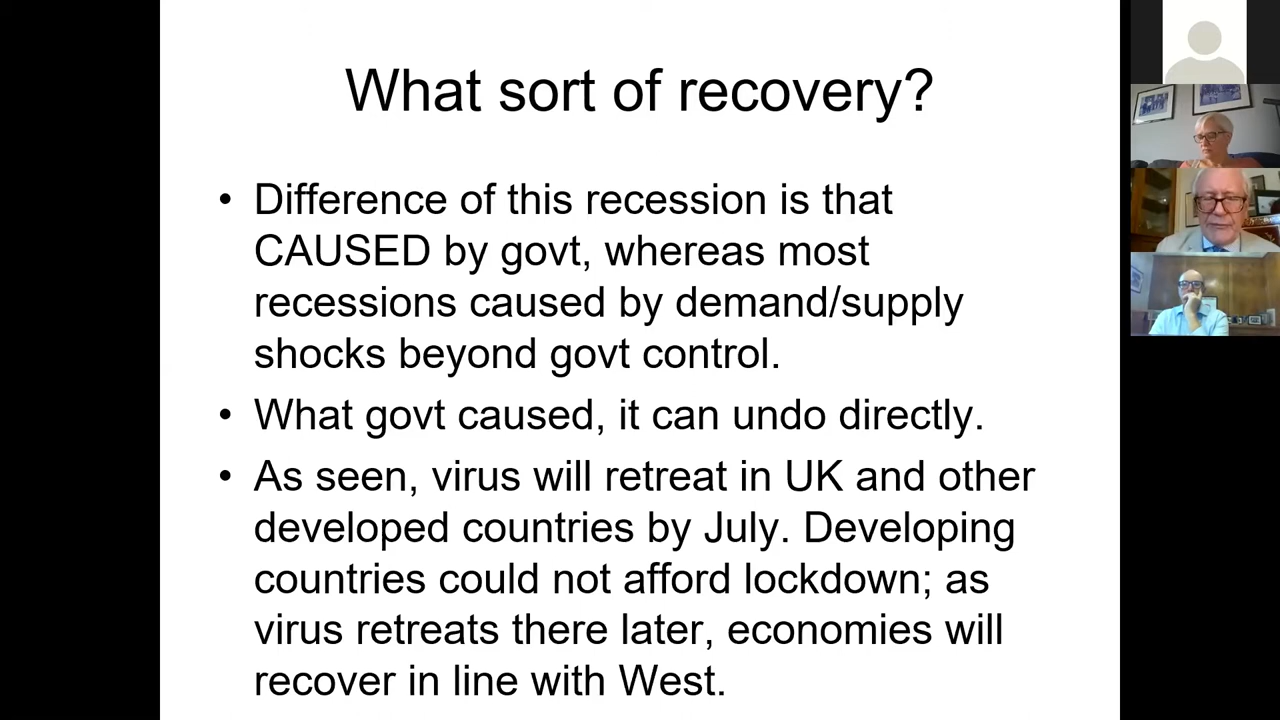 What sort of recovery?
• Difference of this recession is that
CAUSED by govt, whereas most
recessions caused by demand/supply
shocks beyond govt control.
• What govt caused, it can undo directly.
• As seen, virus will retreat in UK and other
developed countries by July. Developing
countries could not afford lockdown; as
virus retreats there later, economies will
recover in line with West.